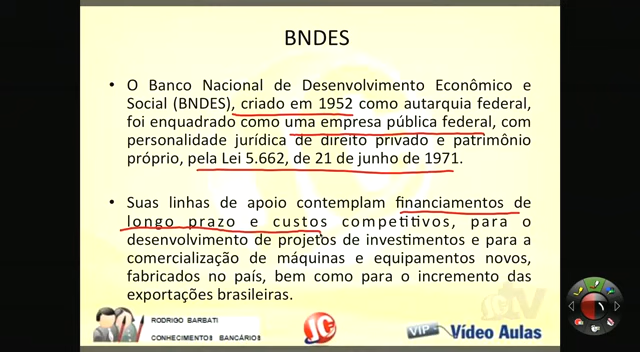 BNDES
• O Banco Nacional de Desenvolvimento Econômico e
Social (BNDES), criado em 1952 como autarquia federal,
foi enquadrado como uma empresa pública federal, com
personalidade jurídica de direito privado e patrimônio
próprio, pela Lei 5.662, de 21 de junho de 1971.
• Suas linhas de apoio contemplam financiamentos de
longo prazo e custos competitivos, para o
desenvolvimento de projetos de investimentos e para a
comercialização de máquinas e equipamentos novos,
fabricados no país, bem como para o incremento das
exportações brasileiras.
RODRIGO BARBATI
CONHECIMENTOS BANCÁRIOS
VIP Vídeo Aulas